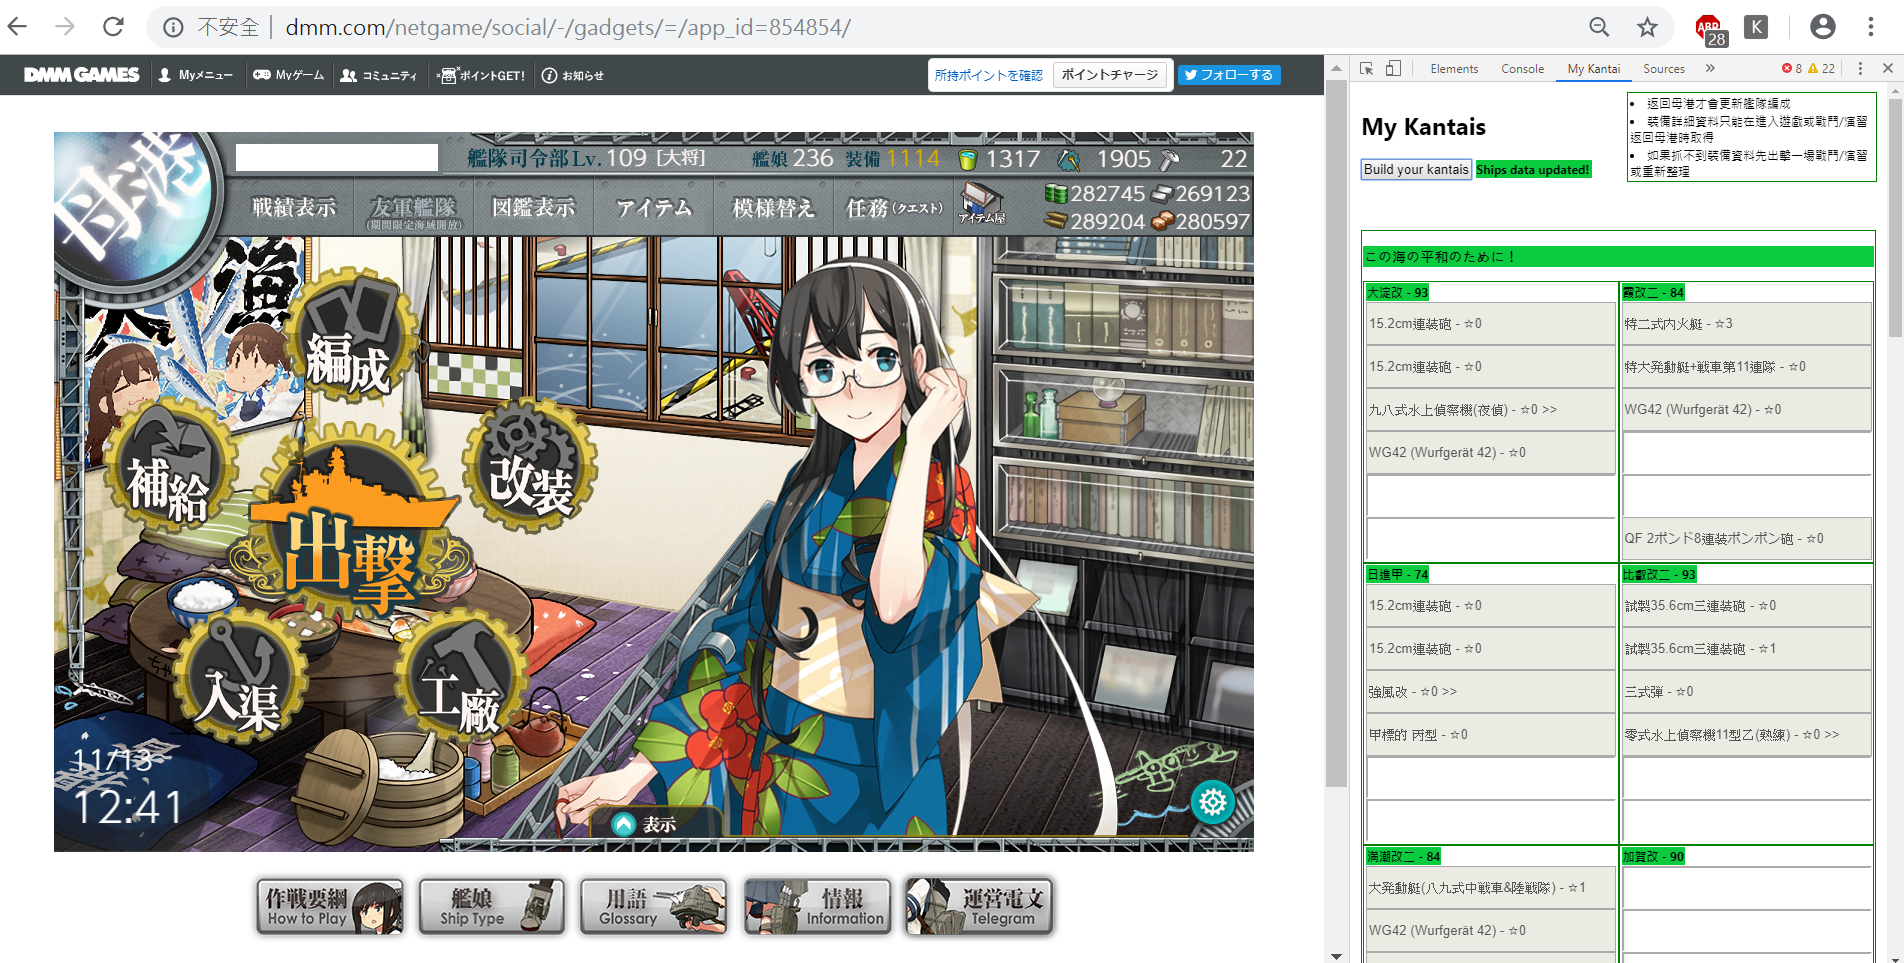 不安全 | dmm.com/netgame/social/-/gadgets/=/app_id=854854/
ABP
28
K
DMM GAMES
Myメニュー
Myゲーム
コミュニティ
ポイントGET!
お知らせ
所持ポイントを確認
ポイントチャージ
フォローする
母港
艦隊司令部Lv.109 [大将]
艦娘 236
装備 1114
1317
1905
22
戦績表示
友軍艦隊
(期間限定海域開放)
図鑑表示
アイテム
模様替え
任務(クエスト)
アイテム屋
282745
269123
289204
280597
編成
補給
出撃
改装
入渠
工廠
11/13
12:41
表示
作戦要綱
How to Play
艦娘
Ship Type
用語
Glossary
情報
Information
運営電文
Telegram
Elements
Console
My Kantai
Sources
»
8
22
My Kantais
Build your kantais
Ships data updated!
返回母港才會更新艦隊編成
裝備詳細資料只能在進入遊戲或戰鬥/演習
返回母港時取得
如果抓不到裝備資料先出擊一場戰鬥/演習
或重新整理
この海の平和のために！
大淀改 - 93
15.2cm連装砲 - ☆0
15.2cm連装砲 - ☆0
九八式水上偵察機(夜偵) - ☆0 >>
WG42 (Wurfgerät 42) - ☆0
霞改二 - 84
特二式内火艇 - ☆3
特大発動艇+戦車第11連隊 - ☆0
WG42 (Wurfgerät 42) - ☆0
QF 2ポンド8連装ポンポン砲 - ☆0
日進甲 - 74
15.2cm連装砲 - ☆0
15.2cm連装砲 - ☆0
強風改 - ☆0 >>
甲標的 丙型 - ☆0
比叡改二 - 93
試製35.6cm三連装砲 - ☆0
試製35.6cm三連装砲 - ☆1
三式弾 - ☆0
零式水上偵察機11型乙(熟練) - ☆0 >>
満潮改二 - 84
大発動艇(八九式中戦車&陸戦隊) - ☆1
WG42 (Wurfgerät 42) - ☆0
加賀改 - 90